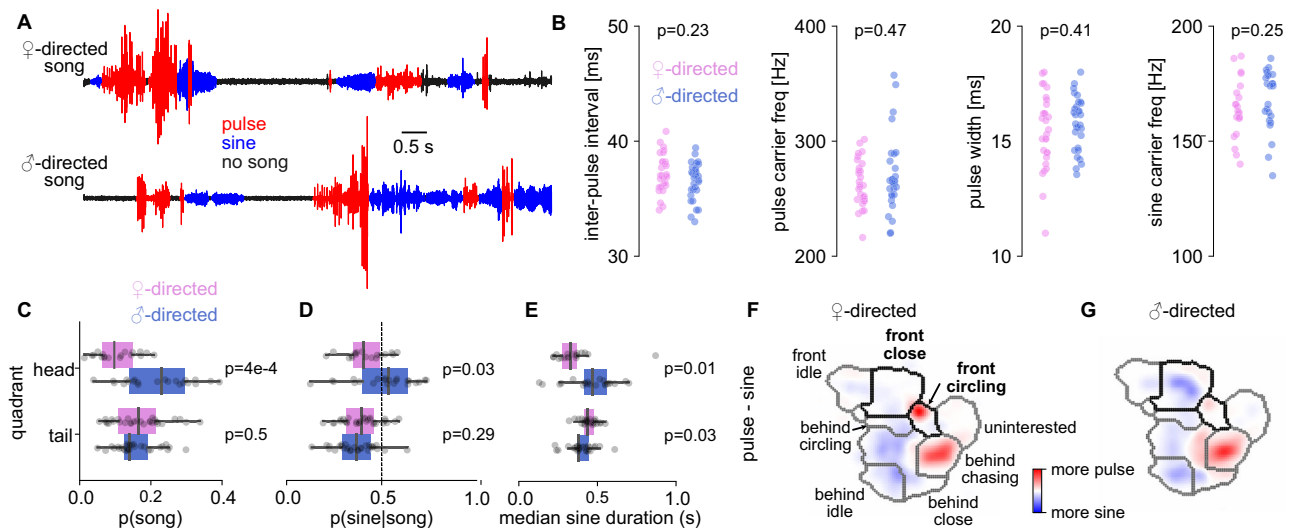 A
♀-directed
song
pulse
sine
no song
0.5 s
♂-directed
song
B
50
40
30
inter-pulse interval [ms]
p=0.23
♀-directed
♂-directed
400
300
200
pulse carrier freq [Hz]
p=0.47
20
15
10
pulse width [ms]
p=0.41
200
150
100
sine carrier freq [Hz]
p=0.25
♀-directed
♂-directed
C
quadrant
head
tail
p=4e-4
p=0.5
0.0
0.2
0.4
p(song)
D
p=0.03
p=0.29
0.0
0.5
1.0
p(sine|song)
E
p=0.01
p=0.03
0.0
0.5
1.0
median sine duration (s)
F
♀-directed
pulse - sine
front
idle
front
close
front
circling
behind
circling
uninterested
behind
chasing
behind
idle
behind
close
more pulse
more sine
G
♂-directed